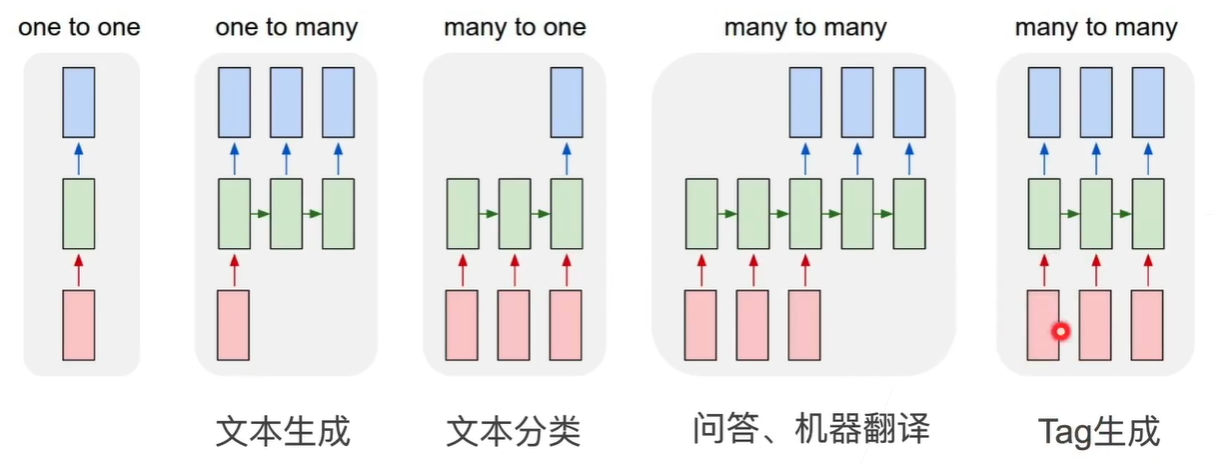 one to one
one to many
many to one
many to many
many to many
文本生成
文本分类
问答、机器翻译
Tag生成